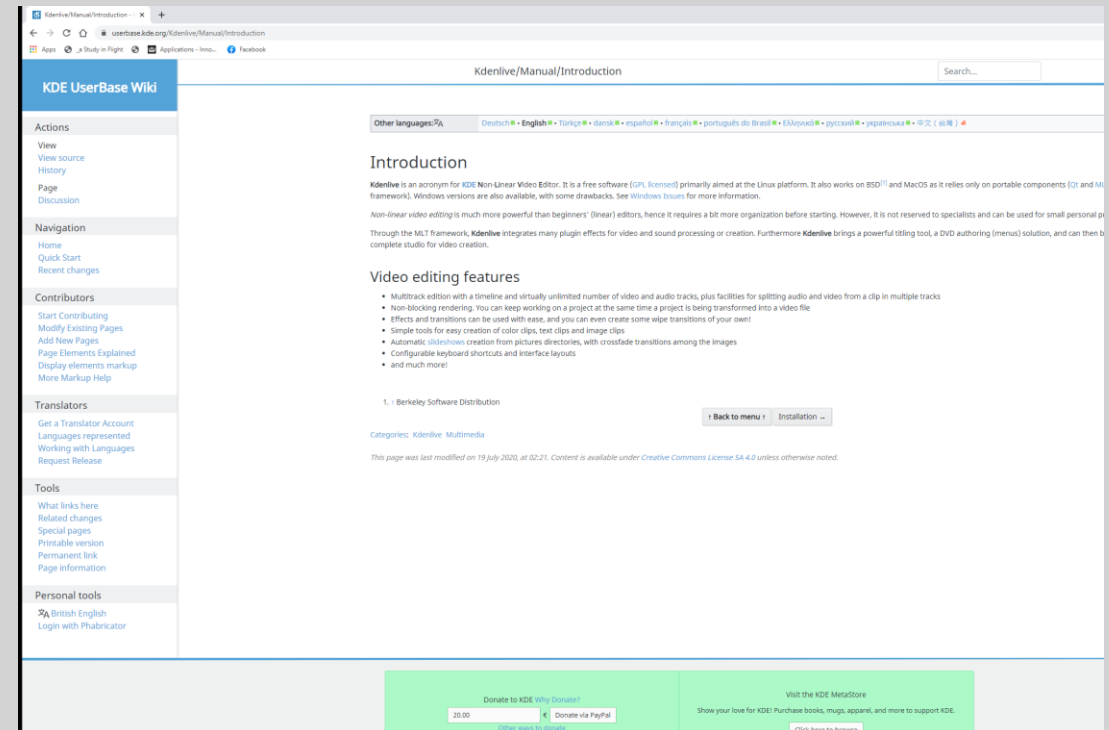 Kdenlive/Manual/Introduction -
userbase.kde.org/Kdenlive/Manual/Introduction
Apps _a Study in Flight Applications - Inno... Facebook
KDE UserBase Wiki
Kdenlive/Manual/Introduction
Search...
Actions
View
View source
History
Page
Discussion
Navigation
Home
Quick Start
Recent changes
Contributors
Start Contributing
Modify Existing Pages
Add New Pages
Page Elements Explained
Display elements markup
More Markup Help
Translators
Get a Translator Account
Languages represented
Working with Languages
Request Release
Tools
What links here
Related changes
Special pages
Printable version
Permanent link
Page information
Personal tools
British English
Login with Phabricator
Other languages: Deutsch • English • Türkçe • dansk • español • français • português do Brasil • Ελληνικά • русский • українська • 中文（台灣）
Introduction
Kdenlive is an acronym for KDE Non-Linear Video Editor. It is a free software (GPL licensed) primarily aimed at the Linux platform. It also works on BSD[1] and MacOS as it relies only on portable components (Qt and ML
framework). Windows versions are also available, with some drawbacks. See Windows Issues for more information.
Non-linear video editing is much more powerful than beginners' (linear) editors, hence it requires a bit more organization before starting. However, it is not reserved to specialists and can be used for small personal p
Through the MLT framework, Kdenlive integrates many plugin effects for video and sound processing or creation. Furthermore Kdenlive brings a powerful titling tool, a DVD authoring (menus) solution, and can then b
complete studio for video creation.
Video editing features
• Multitrack edition with a timeline and virtually unlimited number of video and audio tracks, plus facilities for splitting audio and video from a clip in multiple tracks
• Non-blocking rendering. You can keep working on a project at the same time a project is being transformed into a video file
• Effects and transitions can be used with ease, and you can even create some wipe transitions of your own!
• Simple tools for easy creation of color clips, text clips and image clips
• Automatic slideshows creation from pictures directories, with crossfade transitions among the images
• Configurable keyboard shortcuts and interface layouts
• and much more!
1. ↑ Berkeley Software Distribution
↑ Back to menu ↑ Installation →
Categories: Kdenlive Multimedia
This page was last modified on 19 July 2020, at 02:21. Content is available under Creative Commons License SA 4.0 unless otherwise noted.
Donate to KDE Why Donate?
20.00 € Donate via PayPal
Other ways to donate
Visit the KDE MetaStore
Show your love for KDE! Purchase books, mugs, apparel, and more to support KDE.
Click here to browse